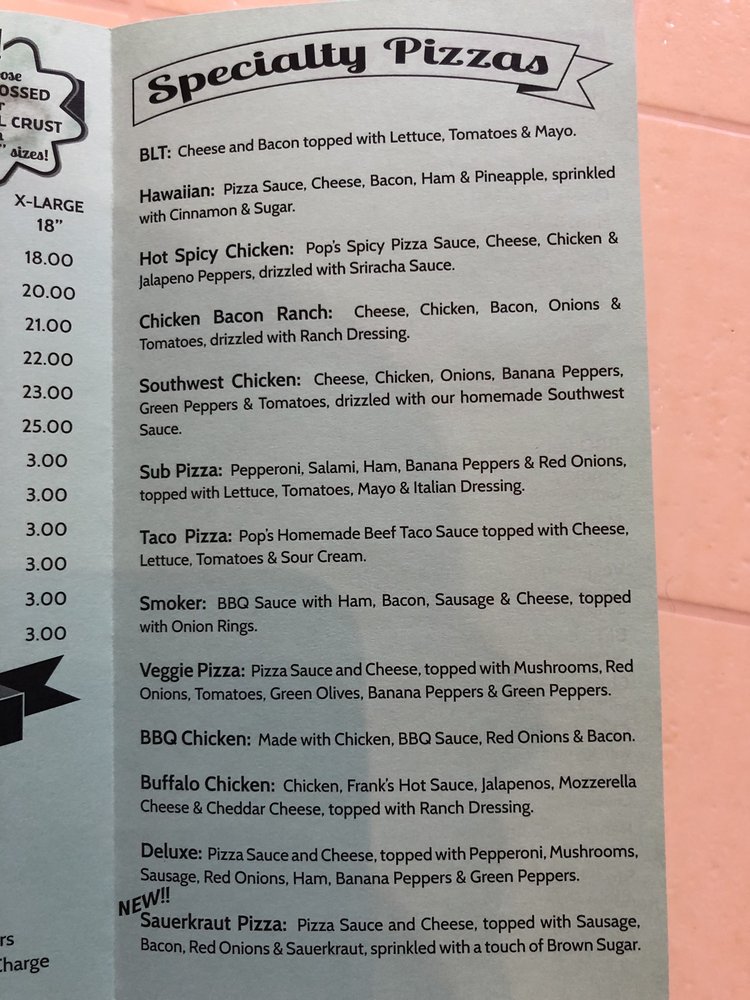 !
ose
OSSED
r
L CRUST
n
" sizes!
X-LARGE
18"
18.00
20.00
21.00
22.00
23.00
25.00
3.00
3.00
3.00
3.00
3.00
3.00
rs
Charge
Specialty Pizzas
BLT: Cheese and Bacon topped with Lettuce, Tomatoes & Mayo.
Hawaiian: Pizza Sauce, Cheese, Bacon, Ham & Pineapple, sprinkled
with Cinnamon & Sugar.
Hot Spicy Chicken: Pop's Spicy Pizza Sauce, Cheese, Chicken &
Jalapeno Peppers, drizzled with Sriracha Sauce.
Chicken Bacon Ranch: Cheese, Chicken, Bacon, Onions &
Tomatoes, drizzled with Ranch Dressing.
Southwest Chicken: Cheese, Chicken, Onions, Banana Peppers,
Green Peppers & Tomatoes, drizzled with our homemade Southwest
Sauce.
Sub Pizza: Pepperoni, Salami, Ham, Banana Peppers & Red Onions,
topped with Lettuce, Tomatoes, Mayo & Italian Dressing.
Taco Pizza: Pop's Homemade Beef Taco Sauce topped with Cheese,
Lettuce, Tomatoes & Sour Cream.
Smoker: BBQ Sauce with Ham, Bacon, Sausage & Cheese, topped
with Onion Rings.
Veggie Pizza: Pizza Sauce and Cheese, topped with Mushrooms, Red
Onions, Tomatoes, Green Olives, Banana Peppers & Green Peppers.
BBQ Chicken: Made with Chicken, BBQ Sauce, Red Onions & Bacon.
Buffalo Chicken: Chicken, Frank's Hot Sauce, Jalapenos, Mozzerella
Cheese & Cheddar Cheese, topped with Ranch Dressing.
Deluxe: Pizza Sauce and Cheese, topped with Pepperoni, Mushrooms,
Sausage, Red Onions, Ham, Banana Peppers & Green Peppers.
NEW!!
Sauerkraut Pizza: Pizza Sauce and Cheese, topped with Sausage,
Bacon, Red Onions & Sauerkraut, sprinkled with a touch of Brown Sugar.